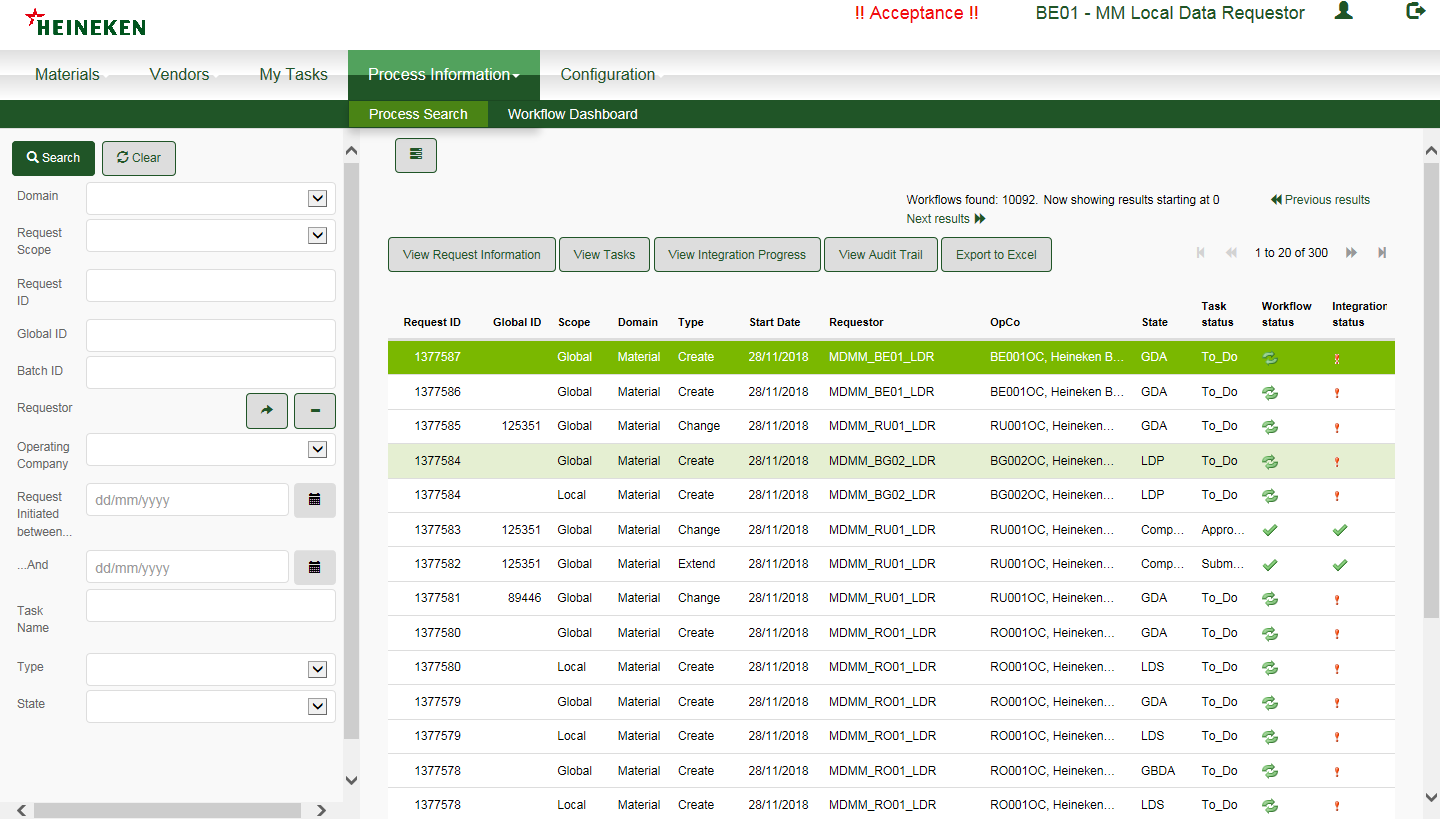 HEINEKEN
!! Acceptance !!
BE01 - MM Local Data Requestor
Materials Vendors My Tasks Process Information Configuration
Process Search Workflow Dashboard
Search Clear
Domain
Request Scope
Request ID
Global ID
Batch ID
Requestor
Operating Company
Request Initiated between... dd/mm/yyyy
...And dd/mm/yyyy
Task Name
Type
State
Workflows found: 10092. Now showing results starting at 0 Previous results
Next results
View Request Information View Tasks View Integration Progress View Audit Trail Export to Excel 1 to 20 of 300
Request ID Global ID Scope Domain Type Start Date Requestor OpCo State Task status Workflow status Integration status
1377587 Global Material Create 28/11/2018 MDMM_BE01_LDR BE001OC, Heineken B... GDA To_Do
1377586 Global Material Create 28/11/2018 MDMM_BE01_LDR BE001OC, Heineken B... GDA To_Do
1377585 125351 Global Material Change 28/11/2018 MDMM_RU01_LDR RU001OC, Heineken... GDA To_Do
1377584 Global Material Create 28/11/2018 MDMM_BG02_LDR BG002OC, Heineken... LDP To_Do
1377584 Local Material Create 28/11/2018 MDMM_BG02_LDR BG002OC, Heineken... LDP To_Do
1377583 125351 Global Material Change 28/11/2018 MDMM_RU01_LDR RU001OC, Heineken... Comp... Appro...
1377582 125351 Global Material Extend 28/11/2018 MDMM_RU01_LDR RU001OC, Heineken... Comp... Subm...
1377581 89446 Global Material Change 28/11/2018 MDMM_RU01_LDR RU001OC, Heineken... GDA To_Do
1377580 Global Material Create 28/11/2018 MDMM_RO01_LDR RO001OC, Heineken... GDA To_Do
1377580 Local Material Create 28/11/2018 MDMM_RO01_LDR RO001OC, Heineken... LDS To_Do
1377579 Global Material Create 28/11/2018 MDMM_RO01_LDR RO001OC, Heineken... GDA To_Do
1377579 Local Material Create 28/11/2018 MDMM_RO01_LDR RO001OC, Heineken... LDS To_Do
1377578 Global Material Create 28/11/2018 MDMM_RO01_LDR RO001OC, Heineken... GBDA To_Do
1377578 Local Material Create 28/11/2018 MDMM_RO01_LDR RO001OC, Heineken... LDS To_Do